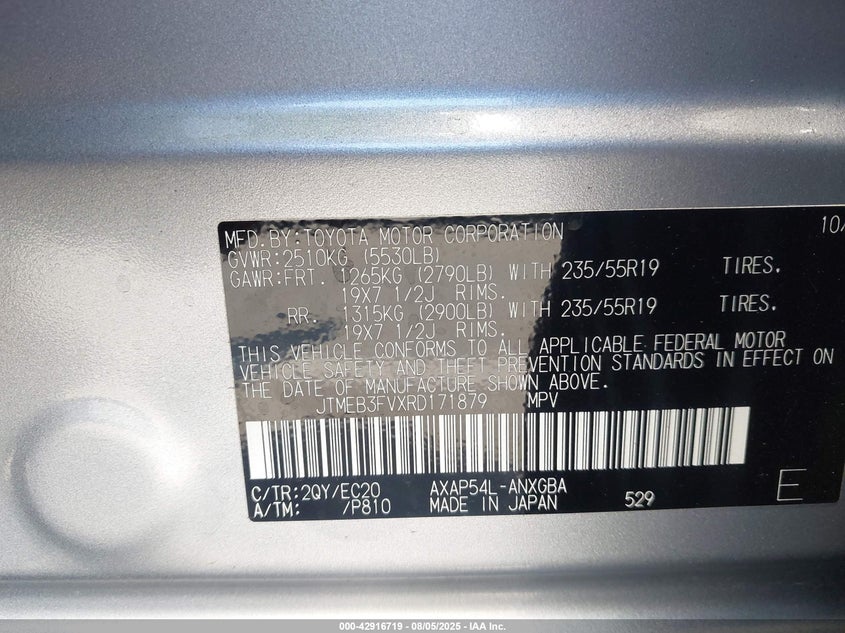 MFD.BY:TOYOTA MOTOR CORPORATION 10/
GVWR:2510KG (5530LB)
GAWR:FRT. 1265KG (2790LB) WITH 235/55R19 TIRES.
19X7 1/2J RIMS.
RR. 1315KG (2900LB) WITH 235/55R19 TIRES.
19X7 1/2J RIMS.
THIS VEHICLE CONFORMS TO ALL APPLICABLE FEDERAL MOTOR
VEHICLE SAFETY AND THEFT PREVENTION STANDARDS IN EFFECT ON
THE DATE OF MANUFACTURE SHOWN ABOVE.
JTMEB3FVXRD171879 MPV
C/TR:2QY/EC20 AXAP54L-ANXGBA
A/TM: /P810 MADE IN JAPAN 529 E
000-42916719 - 08/05/2025 - IAA Inc.